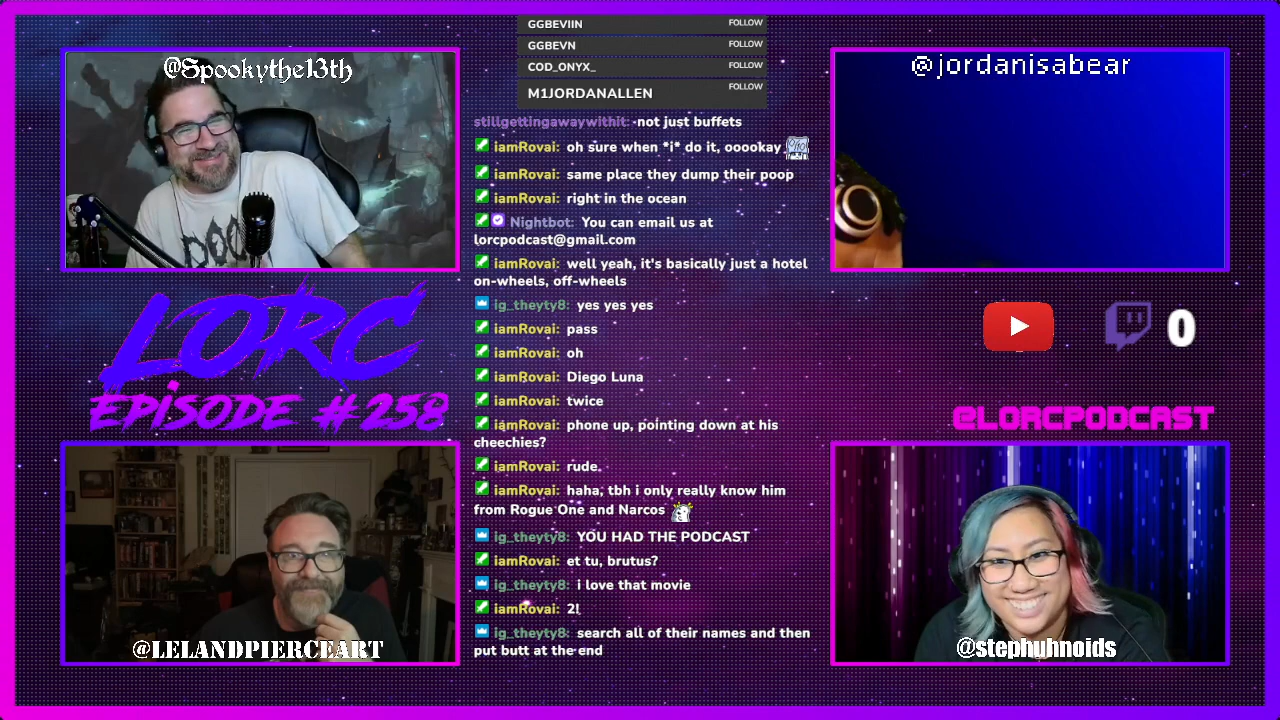 @Spookythe13th
GGBEVIIN FOLLOW
GGBEVN FOLLOW
COD_ONYX_ FOLLOW
M1JORDANALLEN FOLLOW
stillgettingawaywithit: not just buffets
iamRovai: oh sure when *i* do it, ooookay
iamRovai: same place they dump their poop
iamRovai: right in the ocean
Nightbot: You can email us at
lorcpodcast@gmail.com
iamRovai: well yeah, it's basically just a hotel
on-wheels, off-wheels
ig_theyty8: yes yes yes
iamRovai: pass
iamRovai: oh
iamRovai: Diego Luna
iamRovai: twice
iamRovai: phone up, pointing down at his
cheechies?
iamRovai: rude.
iamRovai: haha, tbh i only really know him
from Rogue One and Narcos
ig_theyty8: YOU HAD THE PODCAST
iamRovai: et tu, brutus?
ig_theyty8: i love that movie
iamRovai: 2!
ig_theyty8: search all of their names and then
put butt at the end
@jordanisabear
LORC
EPISODE #258
0
@LORCPODCAST
@LELANDPIERCEART
@stephuhnoids